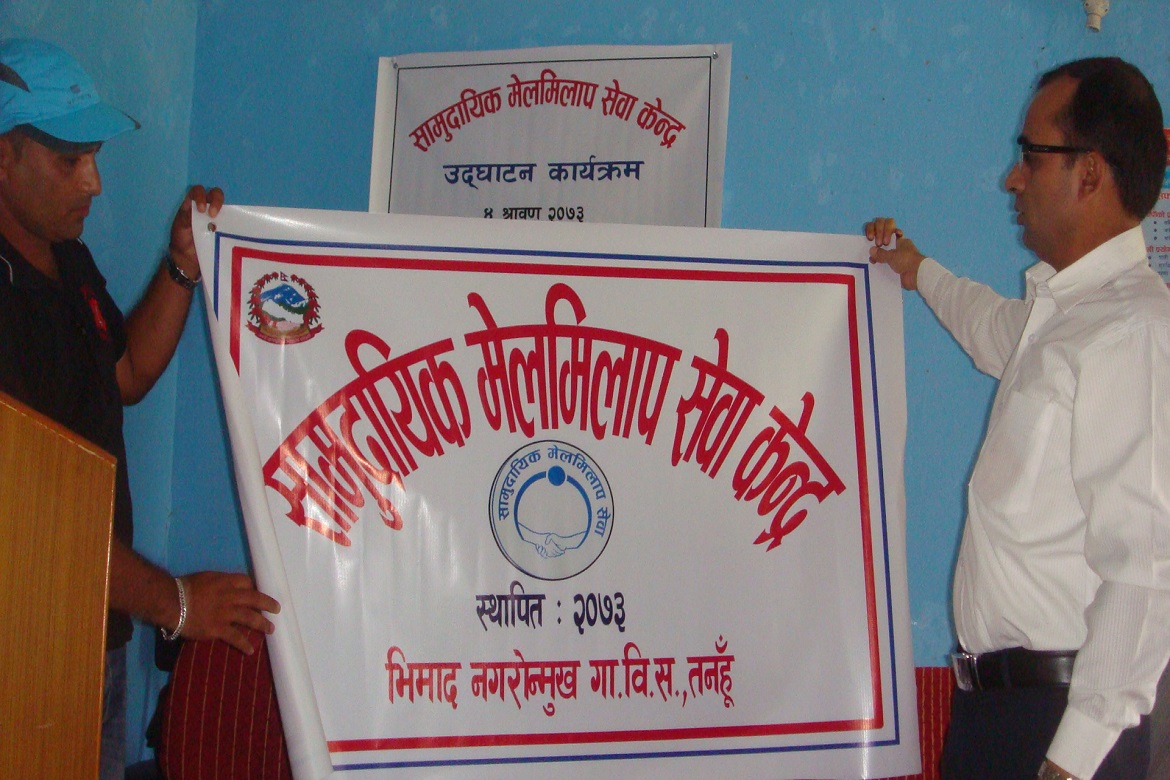 सामुदायिक मेलमिलाप सेवा केन्द्र
उद्घाटन कार्यक्रम
४ श्रावण २०७३
सामुदायिक मेलमिलाप सेवा केन्द्र
सामुदायिक मेलमिलाप सेवा
स्थापित : २०७३
भिमाद नगरोन्मुख गा.वि.स.,तनहूँ